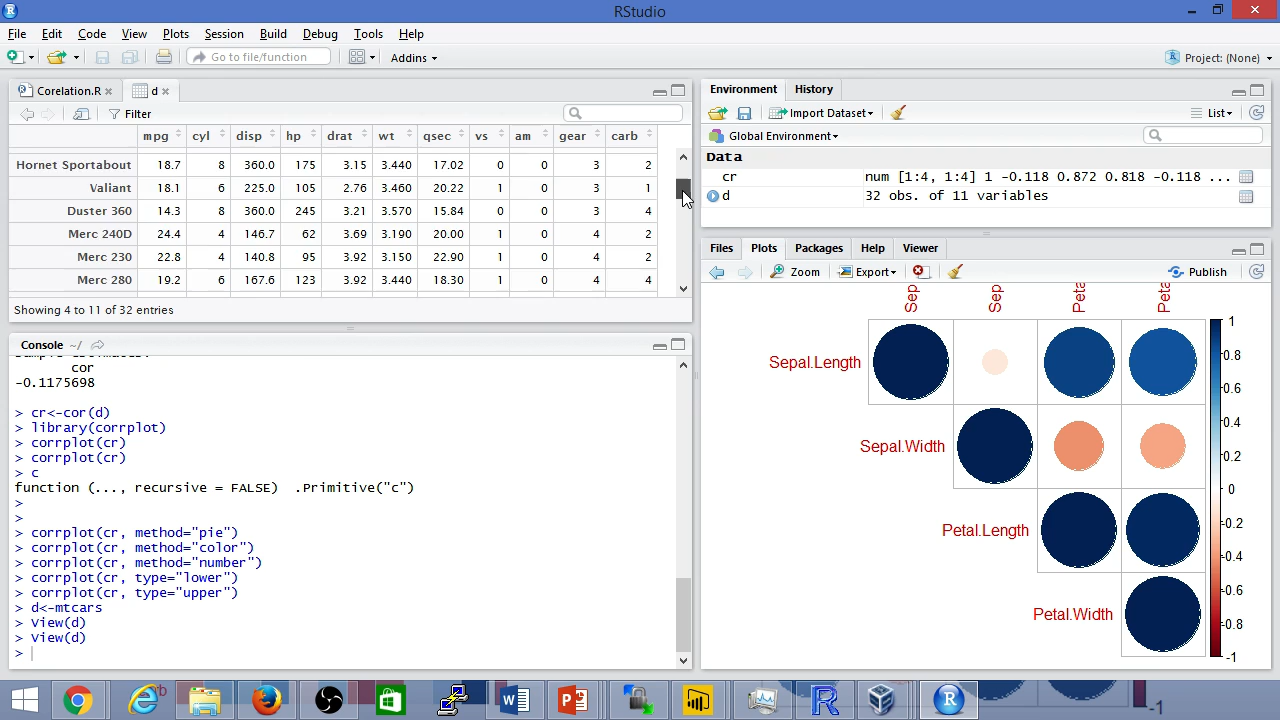 RStudio
File Edit Code View Plots Session Build Debug Tools Help
Go to file/function Addins Project: (None)
Corelation.R d
Filter
mpg cyl disp hp drat wt qsec vs am gear carb
Hornet Sportabout 18.7 8 360.0 175 3.15 3.440 17.02 0 0 3 2
Valiant 18.1 6 225.0 105 2.76 3.460 20.22 1 0 3 1
Duster 360 14.3 8 360.0 245 3.21 3.570 15.84 0 0 3 4
Merc 240D 24.4 4 146.7 62 3.69 3.190 20.00 1 0 4 2
Merc 230 22.8 4 140.8 95 3.92 3.150 22.90 1 0 4 2
Merc 280 19.2 6 167.6 123 3.92 3.440 18.30 1 0 4 4
Showing 4 to 11 of 32 entries
Console ~/
cor
-0.1175698
> cr<-cor(d)
> library(corrplot)
> corrplot(cr)
> corrplot(cr)
> c
function (..., recursive = FALSE) .Primitive("c")
>
>
> corrplot(cr, method="pie")
> corrplot(cr, method="color")
> corrplot(cr, method="number")
> corrplot(cr, type="lower")
> corrplot(cr, type="upper")
> d<-mtcars
> View(d)
> View(d)
>
Environment History
Import Dataset List
Global Environment
Data
cr num [1:4, 1:4] 1 -0.118 0.872 0.818 -0.118 ...
d 32 obs. of 11 variables
Files Plots Packages Help Viewer
Zoom Export Publish
Sep Sep Peta Peta
Sepal.Length
Sepal.Width
Petal.Length
Petal.Width
1
0.8
0.6
0.4
0.2
0
-0.2
-0.4
-0.6
-0.8
-1
-1